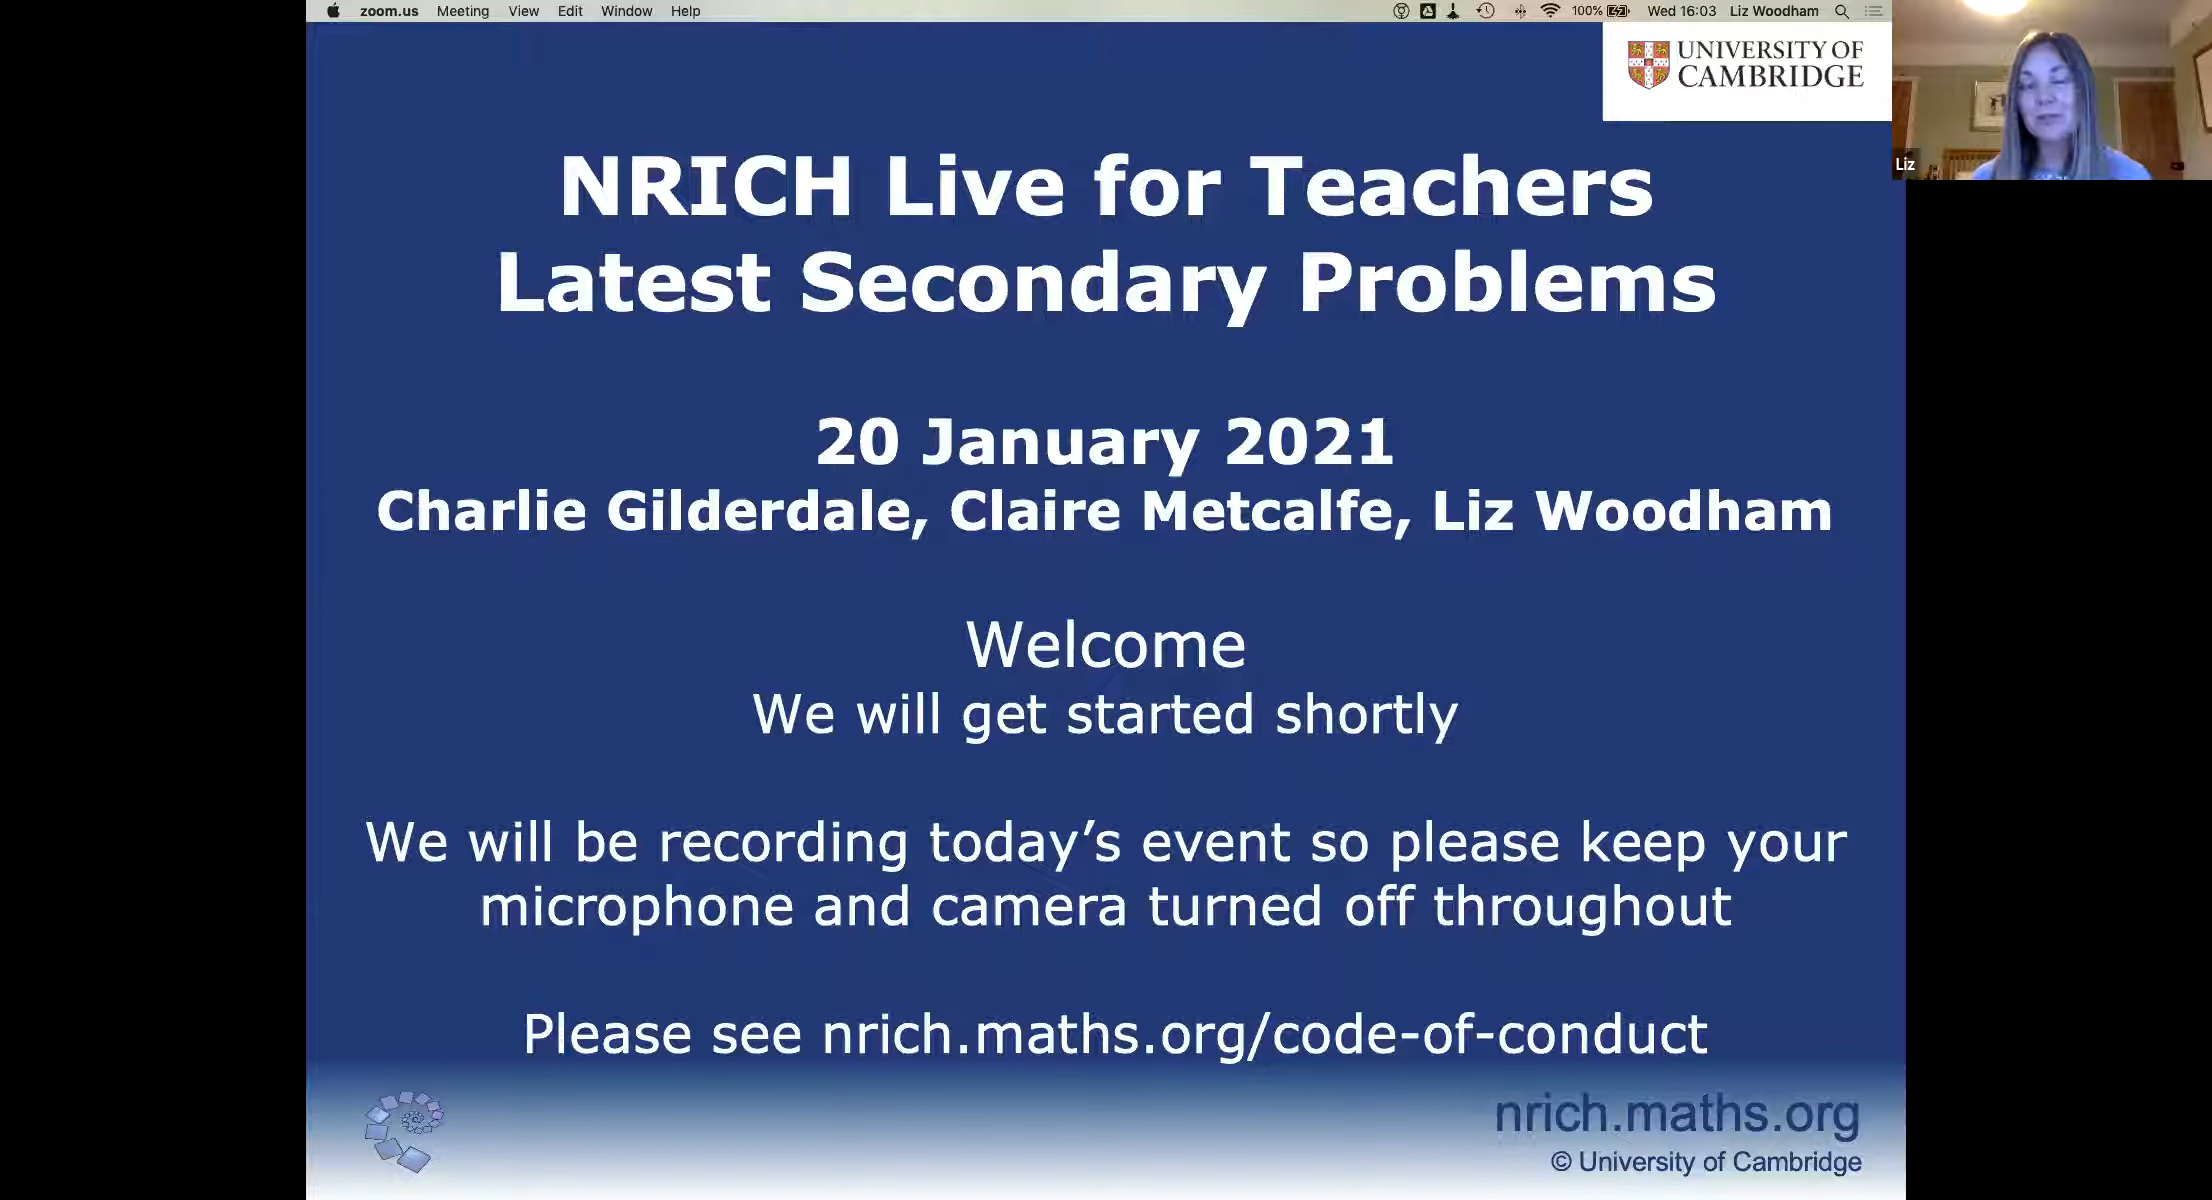 zoom.us Meeting View Edit Window Help 100% Wed 16:03 Liz Woodham
UNIVERSITY OF
CAMBRIDGE
Liz
NRICH Live for Teachers
Latest Secondary Problems
20 January 2021
Charlie Gilderdale, Claire Metcalfe, Liz Woodham
Welcome
We will get started shortly
We will be recording today’s event so please keep your
microphone and camera turned off throughout
Please see nrich.maths.org/code-of-conduct
nrich.maths.org
© University of Cambridge